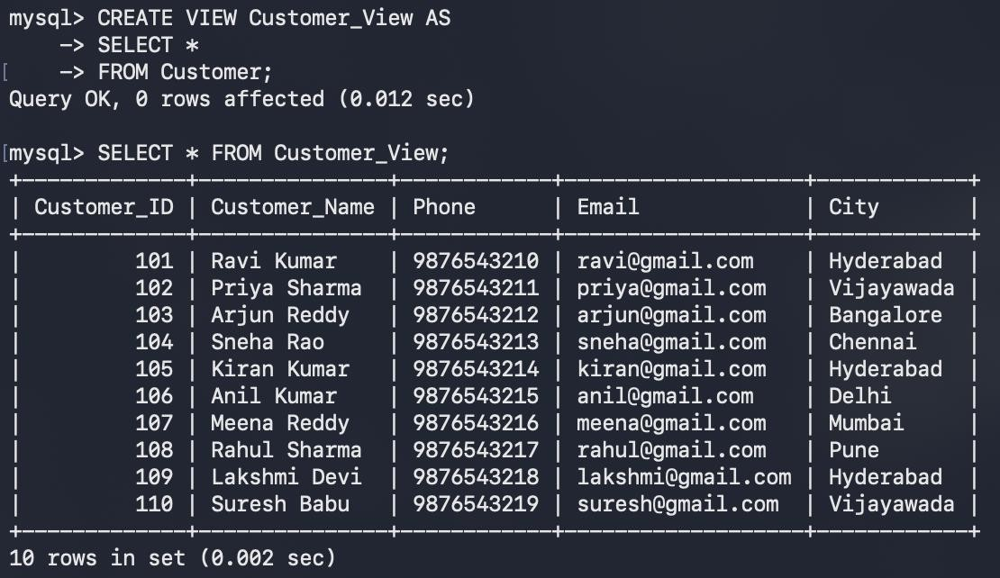 mysql> CREATE VIEW Customer_View AS
    -> SELECT *
[    -> FROM Customer;
Query OK, 0 rows affected (0.012 sec)

[mysql> SELECT * FROM Customer_View;
+-------------+---------------+------------+-------------------+------------+
| Customer_ID | Customer_Name | Phone      | Email             | City       |
+-------------+---------------+------------+-------------------+------------+
|         101 | Ravi Kumar    | 9876543210 | ravi@gmail.com    | Hyderabad  |
|         102 | Priya Sharma  | 9876543211 | priya@gmail.com   | Vijayawada |
|         103 | Arjun Reddy   | 9876543212 | arjun@gmail.com   | Bangalore  |
|         104 | Sneha Rao     | 9876543213 | sneha@gmail.com   | Chennai    |
|         105 | Kiran Kumar   | 9876543214 | kiran@gmail.com   | Hyderabad  |
|         106 | Anil Kumar    | 9876543215 | anil@gmail.com    | Delhi      |
|         107 | Meena Reddy   | 9876543216 | meena@gmail.com   | Mumbai     |
|         108 | Rahul Sharma  | 9876543217 | rahul@gmail.com   | Pune       |
|         109 | Lakshmi Devi  | 9876543218 | lakshmi@gmail.com | Hyderabad  |
|         110 | Suresh Babu   | 9876543219 | suresh@gmail.com  | Vijayawada |
+-------------+---------------+------------+-------------------+------------+
10 rows in set (0.002 sec)